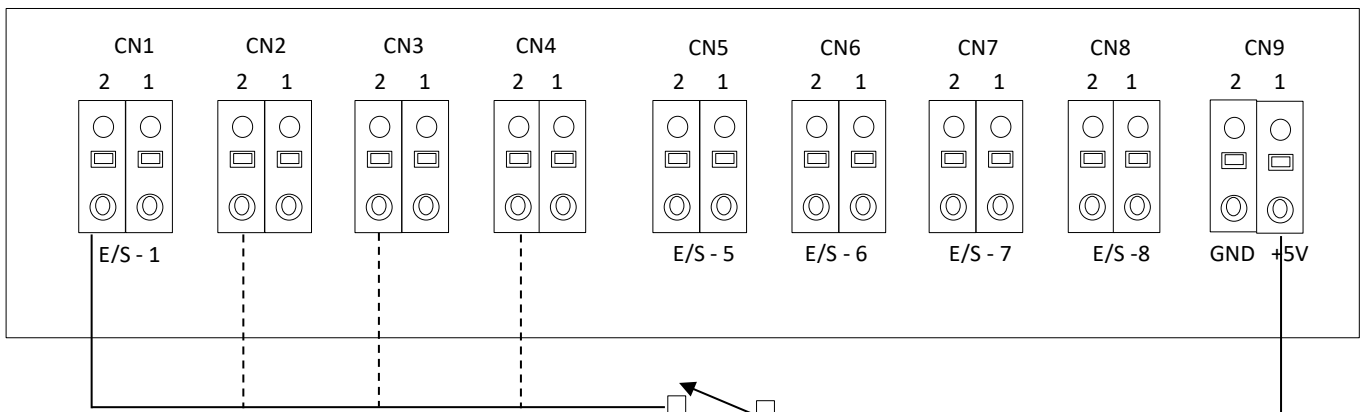 CN1 CN2 CN3 CN4 CN5 CN6 CN7 CN8 CN9
2 1 2 1 2 1 2 1 2 1 2 1 2 1 2 1 2 1
E/S - 1 E/S - 5 E/S - 6 E/S - 7 E/S -8 GND +5V